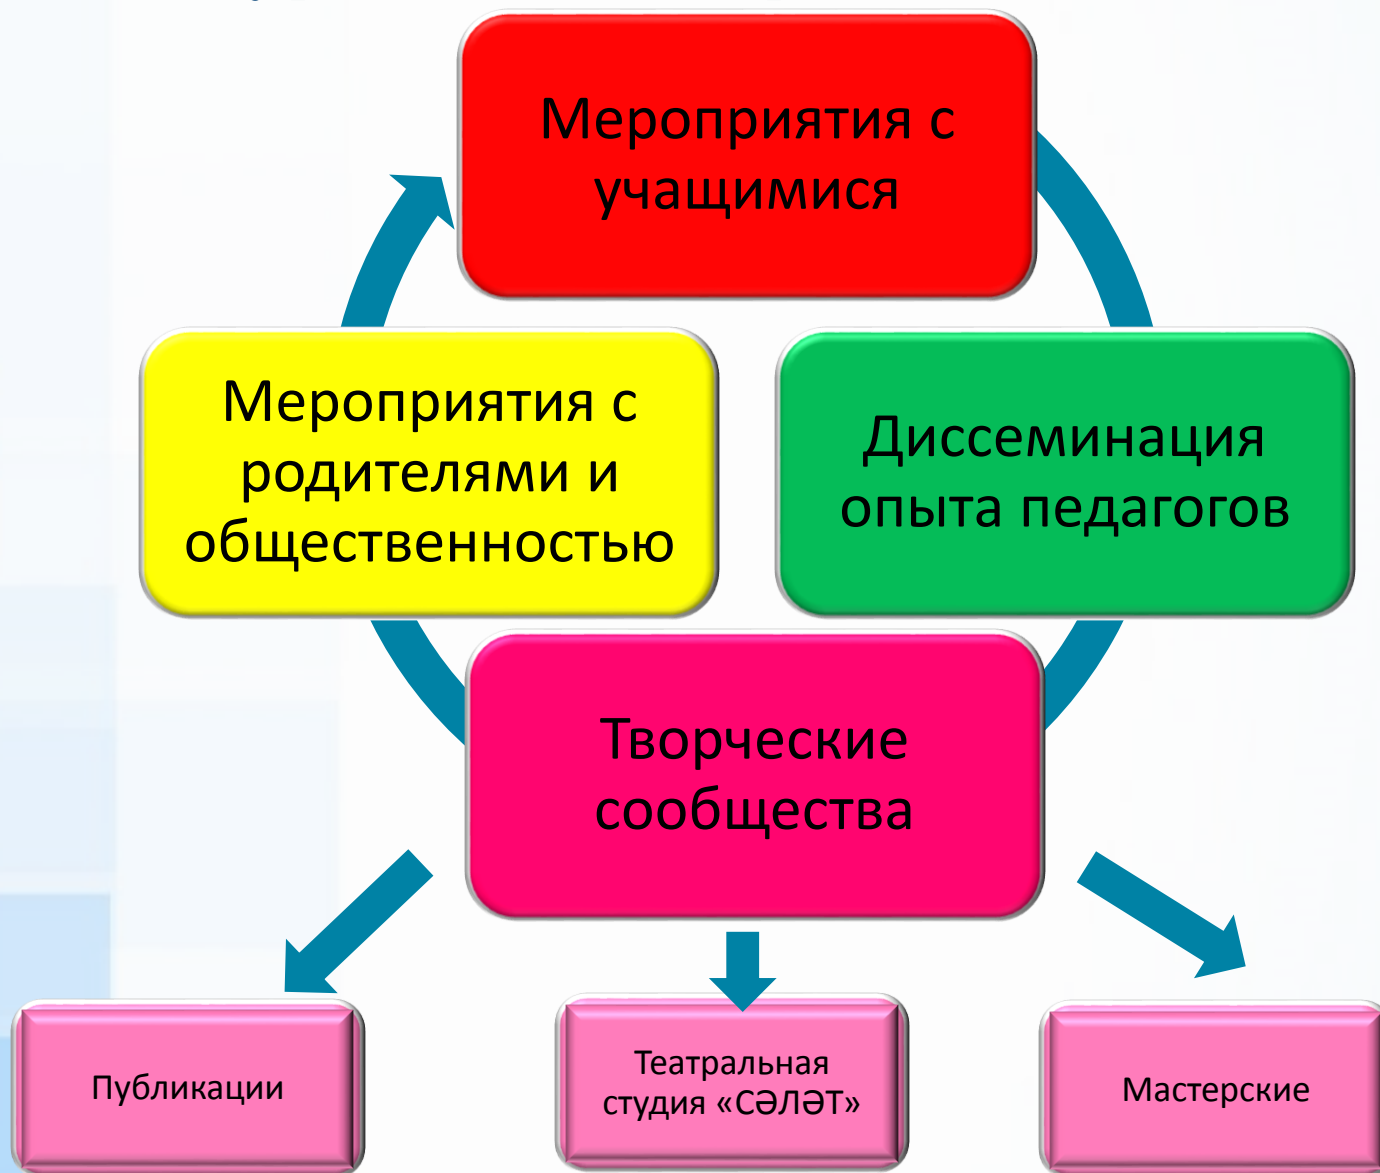 Мероприятия с
учащимися
Мероприятия с
родителями и
общественностью
Диссеминация
опыта педагогов
Творческие
сообщества
Публикации
Театральная
студия «СӘЛӘТ»
Мастерские